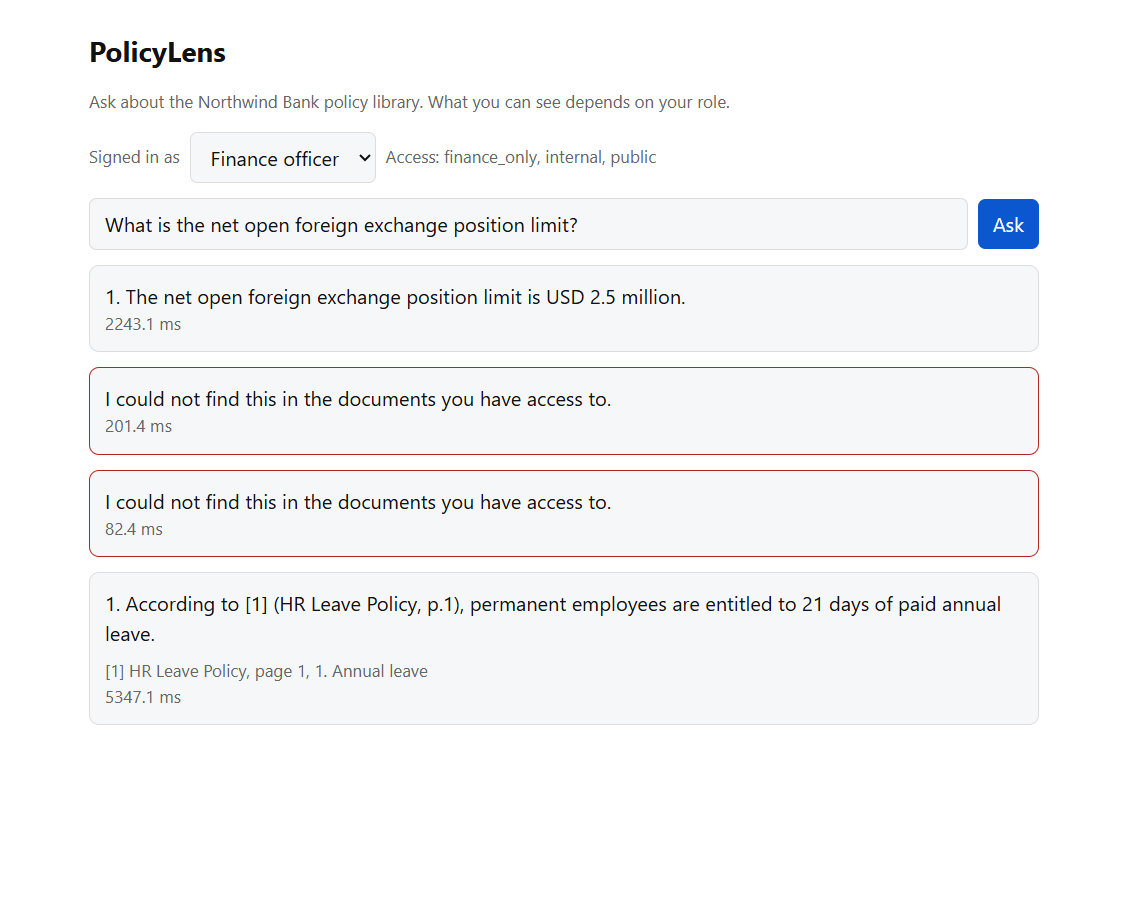 PolicyLens
Ask about the Northwind Bank policy library. What you can see depends on your role.
Signed in as Finance officer Access: finance_only, internal, public
What is the net open foreign exchange position limit? Ask
1. The net open foreign exchange position limit is USD 2.5 million.
2243.1 ms
I could not find this in the documents you have access to.
201.4 ms
I could not find this in the documents you have access to.
82.4 ms
1. According to [1] (HR Leave Policy, p.1), permanent employees are entitled to 21 days of paid annual
leave.
[1] HR Leave Policy, page 1, 1. Annual leave
5347.1 ms